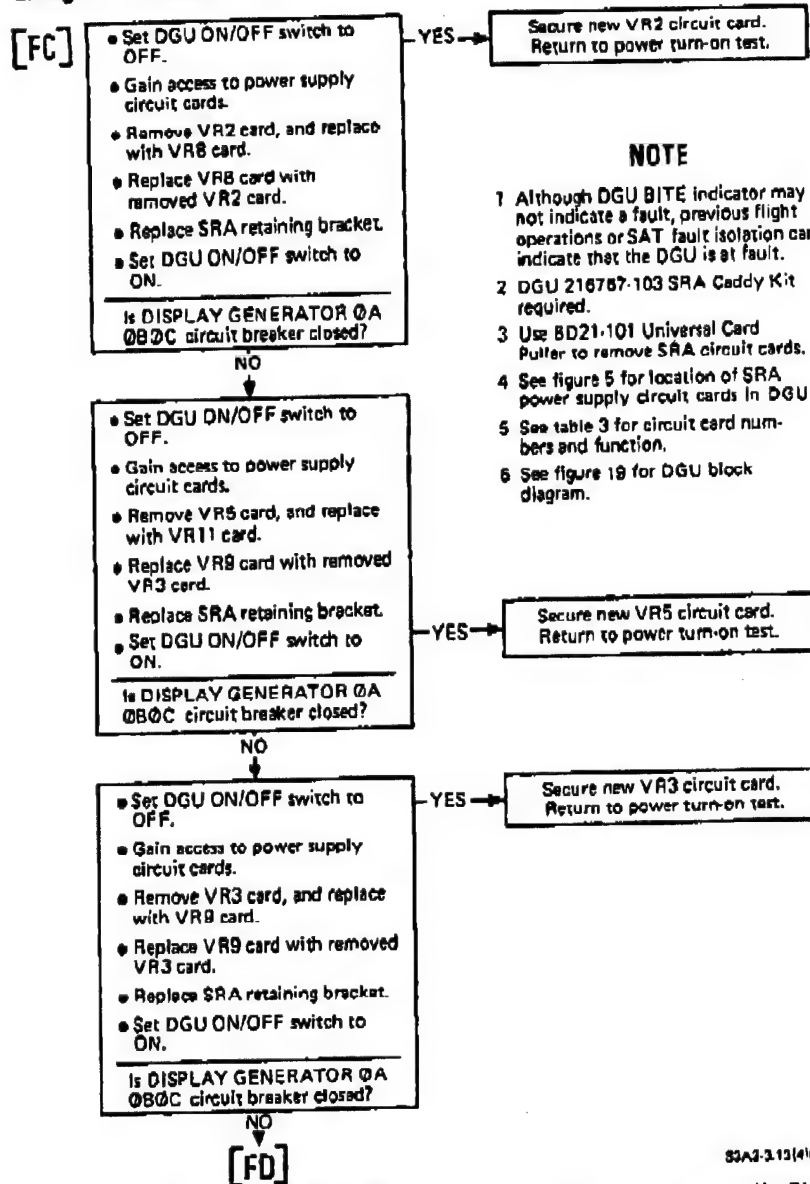 [FC]
• Set DGU ON/OFF switch to
OFF.
• Gain access to power supply
circuit cards.
• Remove VR2 card, and replace
with VR8 card.
• Replace VR8 card with
removed VR2 card.
• Replace SRA retaining bracket.
• Set DGU ON/OFF switch to
ON.
Is DISPLAY GENERATOR ØA
ØBØC circuit breaker closed?
YES
Secure new VR2 circuit card.
Return to power turn-on test.
NO
NOTE
1 Although DGU BITE indicator may
not indicate a fault, previous flight
operations or SAT fault isolation can
indicate that the DGU is at fault.
2 DGU 216767-103 SRA Caddy Kit
required.
3 Use BD21-101 Universal Card
Puller to remove SRA circuit cards.
4 See figure 5 for location of SRA
power supply circuit cards in DGU
5 See table 3 for circuit card num-
bers and function.
6 See figure 19 for DGU block
diagram.
• Set DGU ON/OFF switch to
OFF.
• Gain access to power supply
circuit cards.
• Remove VR5 card, and replace
with VR11 card.
• Replace VR9 card with removed
VR3 card.
• Replace SRA retaining bracket.
• Set DGU ON/OFF switch to
ON.
Is DISPLAY GENERATOR ØA
ØBØC circuit breaker closed?
YES
Secure new VR5 circuit card.
Return to power turn-on test.
NO
• Set DGU ON/OFF switch to
OFF.
• Gain access to power supply
circuit cards.
• Remove VR3 card, and replace
with VR9 card.
• Replace VR9 card with removed
VR3 card.
• Replace SRA retaining bracket.
• Set DGU ON/OFF switch to
ON.
Is DISPLAY GENERATOR ØA
ØBØC circuit breaker closed?
YES
Secure new VR3 circuit card.
Return to power turn-on test.
NO
[FD]